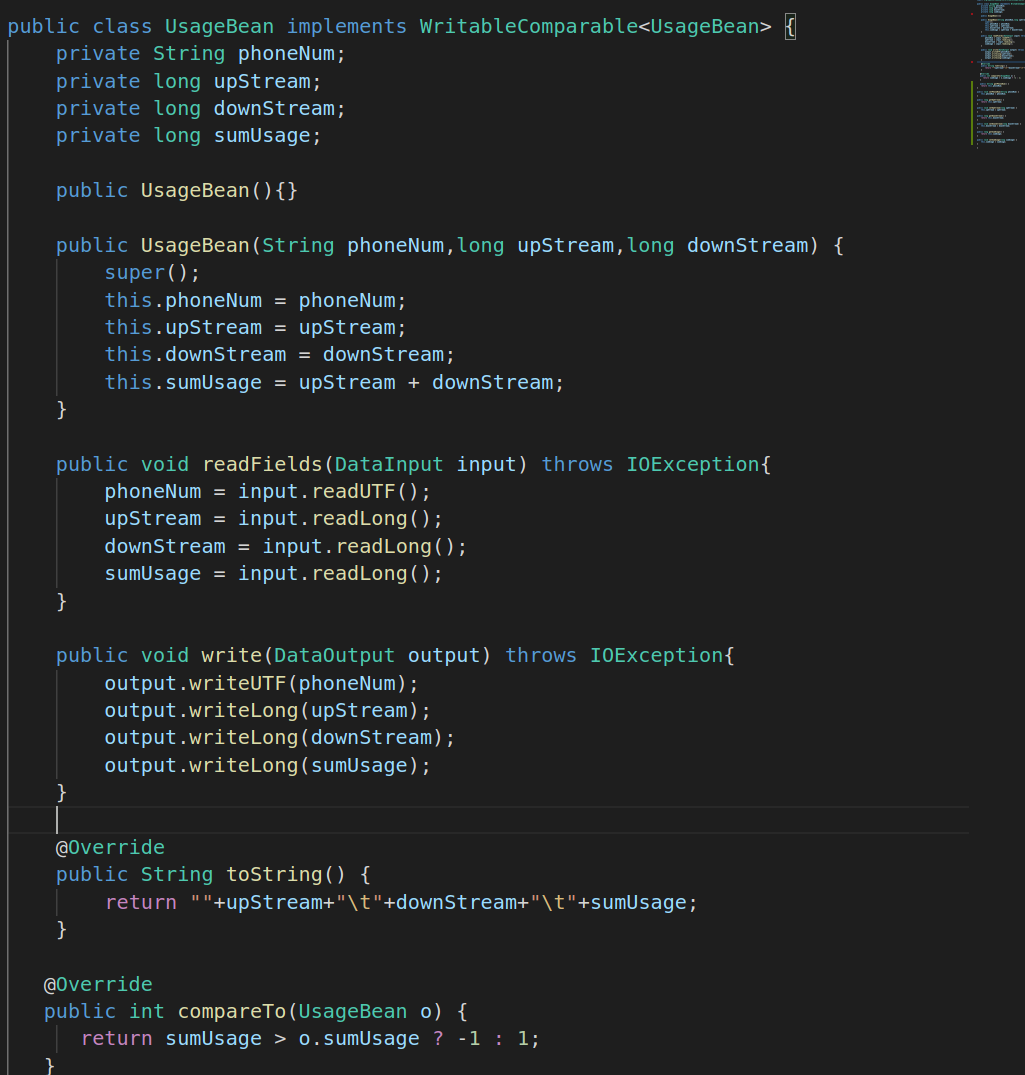 public class UsageBean implements WritableComparable<UsageBean> {
    private String phoneNum;
    private long upStream;
    private long downStream;
    private long sumUsage;
    public UsageBean(){}
    public UsageBean(String phoneNum,long upStream,long downStream) {
        super();
        this.phoneNum = phoneNum;
        this.upStream = upStream;
        this.downStream = downStream;
        this.sumUsage = upStream + downStream;
    }
    public void readFields(DataInput input) throws IOException{
        phoneNum = input.readUTF();
        upStream = input.readLong();
        downStream = input.readLong();
        sumUsage = input.readLong();
    }
    public void write(DataOutput output) throws IOException{
        output.writeUTF(phoneNum);
        output.writeLong(upStream);
        output.writeLong(downStream);
        output.writeLong(sumUsage);
    }
    @Override
    public String toString() {
        return ""+upStream+"\t"+downStream+"\t"+sumUsage;
    }
   @Override
   public int compareTo(UsageBean o) {
      return sumUsage > o.sumUsage ? -1 : 1;
   }